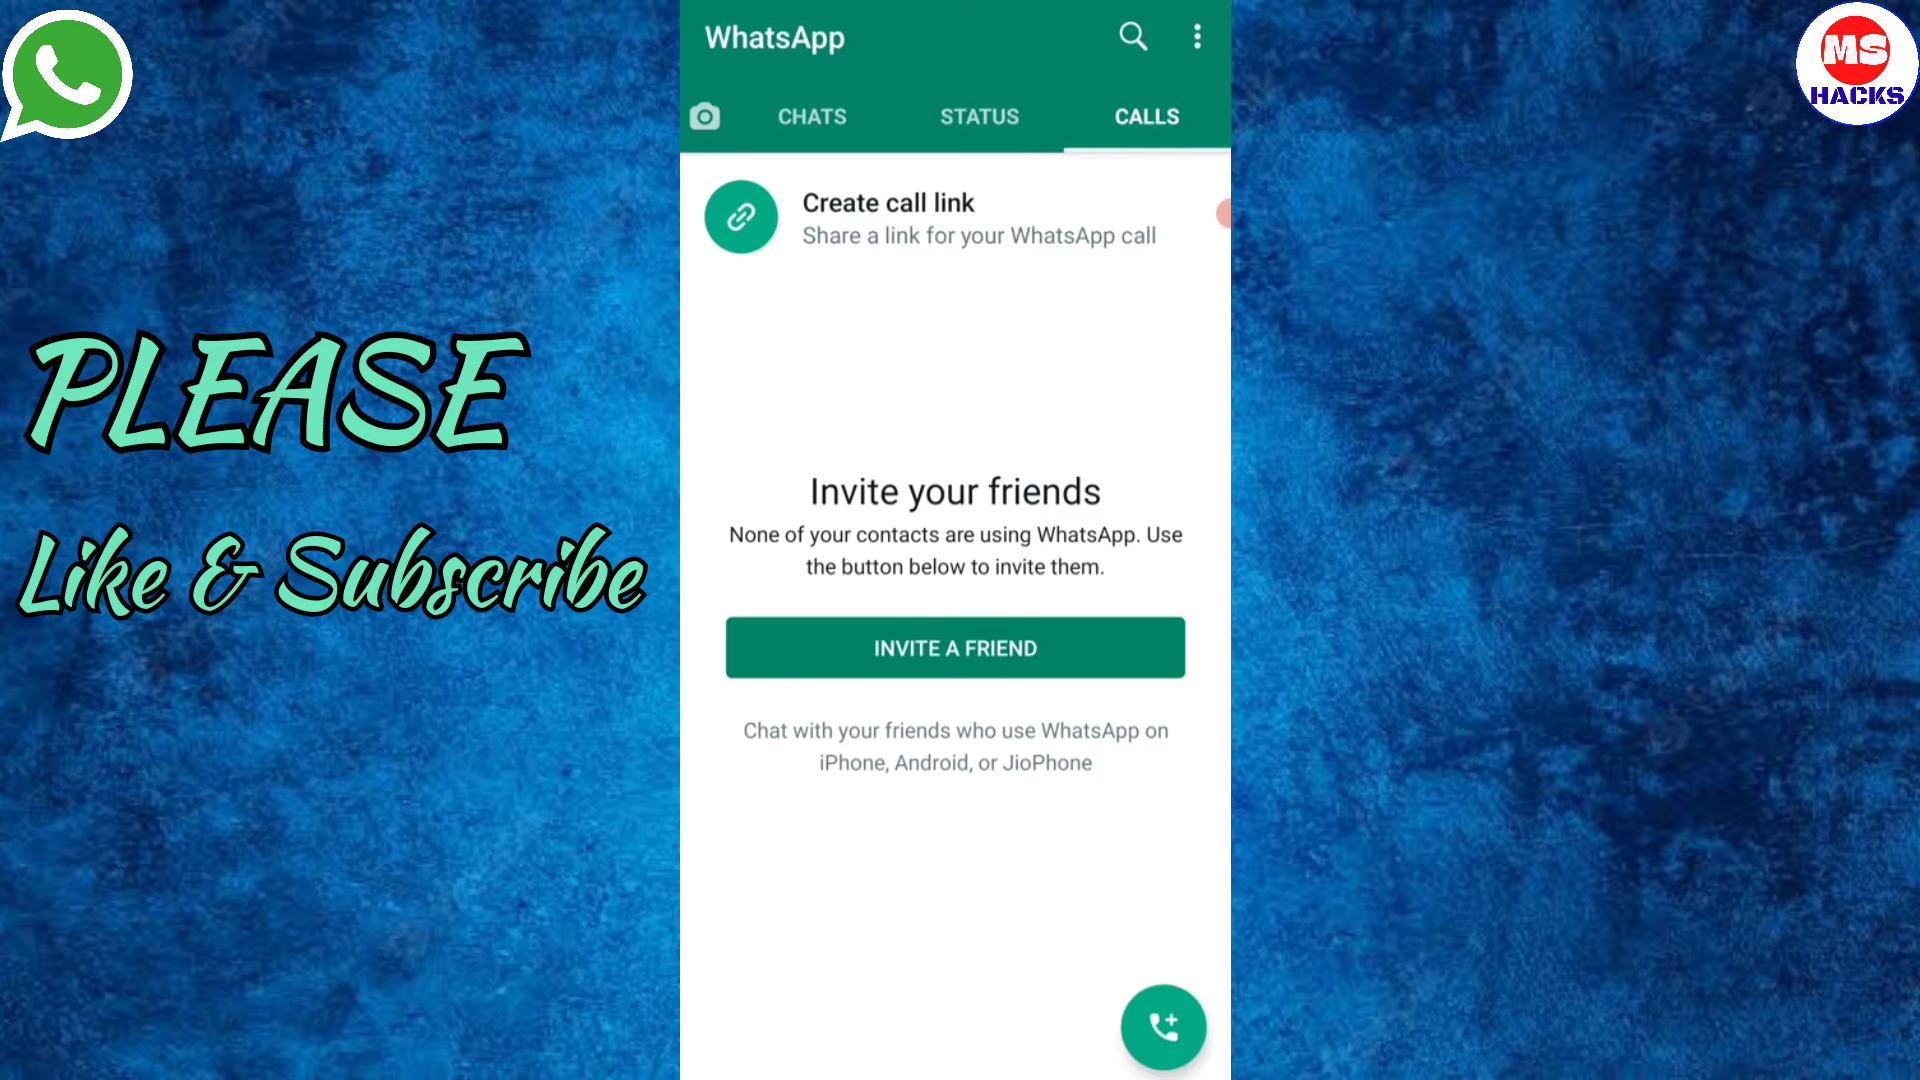 WhatsApp
MS
HACKS
CHATS STATUS CALLS
Create call link
Share a link for your WhatsApp call
PLEASE
Like & Subscribe
Invite your friends
None of your contacts are using WhatsApp. Use
the button below to invite them.
INVITE A FRIEND
Chat with your friends who use WhatsApp on
iPhone, Android, or JioPhone